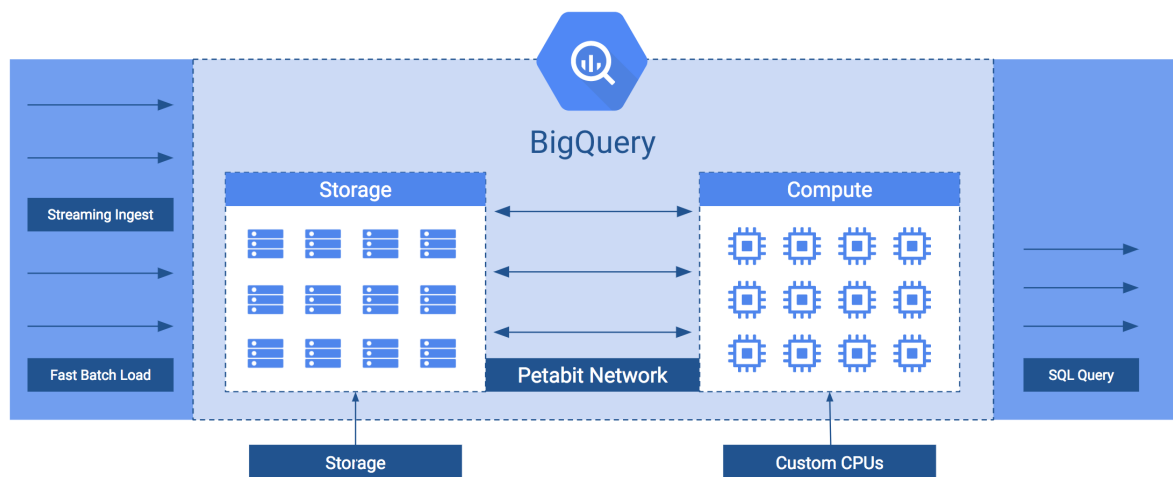 BigQuery
Storage
Compute
Streaming Ingest
Fast Batch Load
Petabit Network
SQL Query
Storage
Custom CPUs